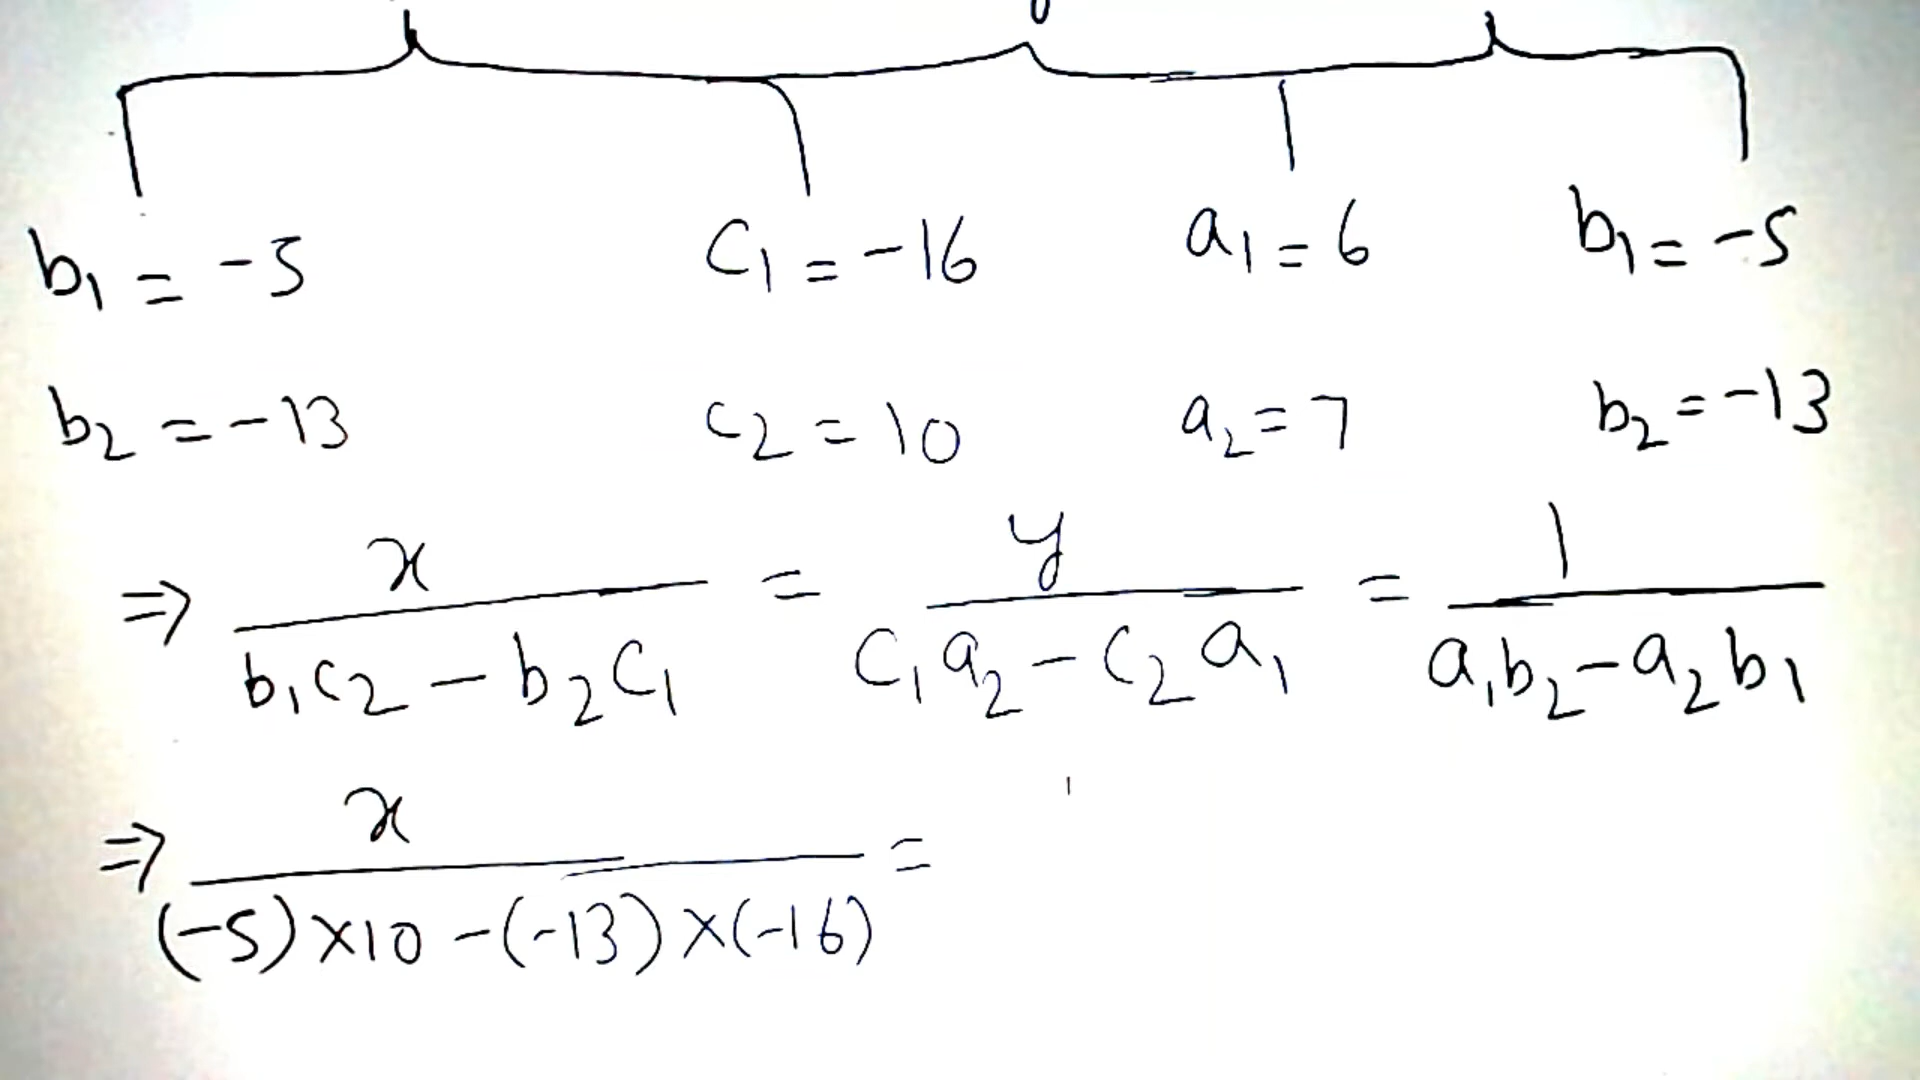 b₁ = -5 c₁ = -16 a₁ = 6 b₁ = -5
b₂ = -13 c₂ = 10 a₂ = 7 b₂ = -13
⇒ x/(b₁c₂ - b₂c₁) = y/(c₁a₂ - c₂a₁) = 1/(a₁b₂ - a₂b₁)
⇒ x/((-5)×10 - (-13)×(-16)) =